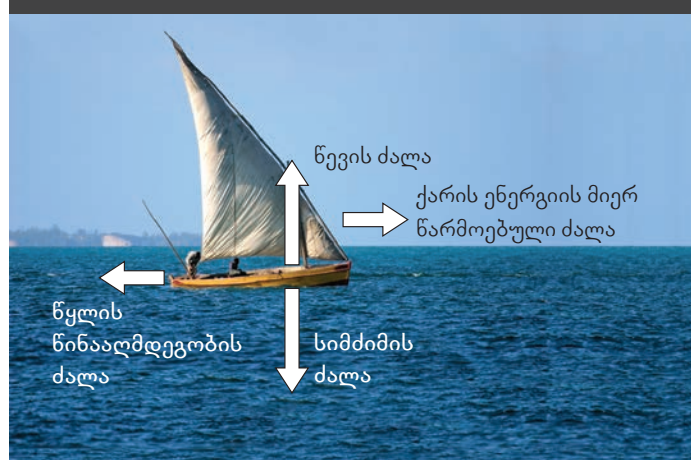 წევის ძალა
ქარის ენერგიის მიერ
წარმოებული ძალა
წყლის
წინააღმდეგობის
ძალა
სიმძიმის
ძალა